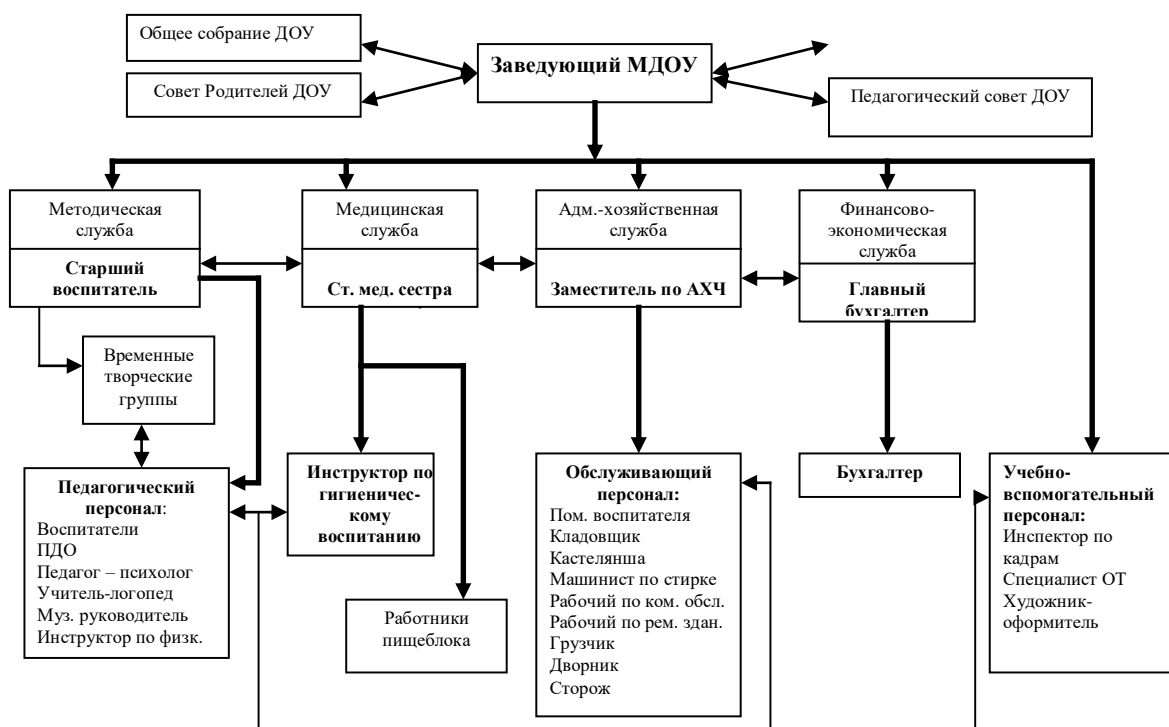 Общее собрание ДОУ
Заведующий МДОУ
Совет Родителей ДОУ
Педагогический совет ДОУ
Методическая
служба
Старший
воспитатель
Медицинская
служба
Ст. мед. сестра
Адм.-хозяйственная
служба
Заместитель по АХЧ
Финансово-
экономическая
служба
Главный
бухгалтер
Временные
творческие
группы
Педагогический
персонал:
Воспитатели
ПДО
Педагог – психолог
Учитель-логопед
Муз. руководитель
Инструктор по физк.
Инструктор по
гигиеничес-
кому
воспитанию
Работники
пищеблока
Обслуживающий
персонал:
Пом. воспитателя
Кладовщик
Кастелянша
Машинист по стирке
Рабочий по ком. обсл.
Рабочий по рем. здан.
Грузчик
Дворник
Сторож
Бухгалтер
Учебно-
вспомогательный
персонал:
Инспектор по
кадрам
Специалист ОТ
Художник-
оформитель